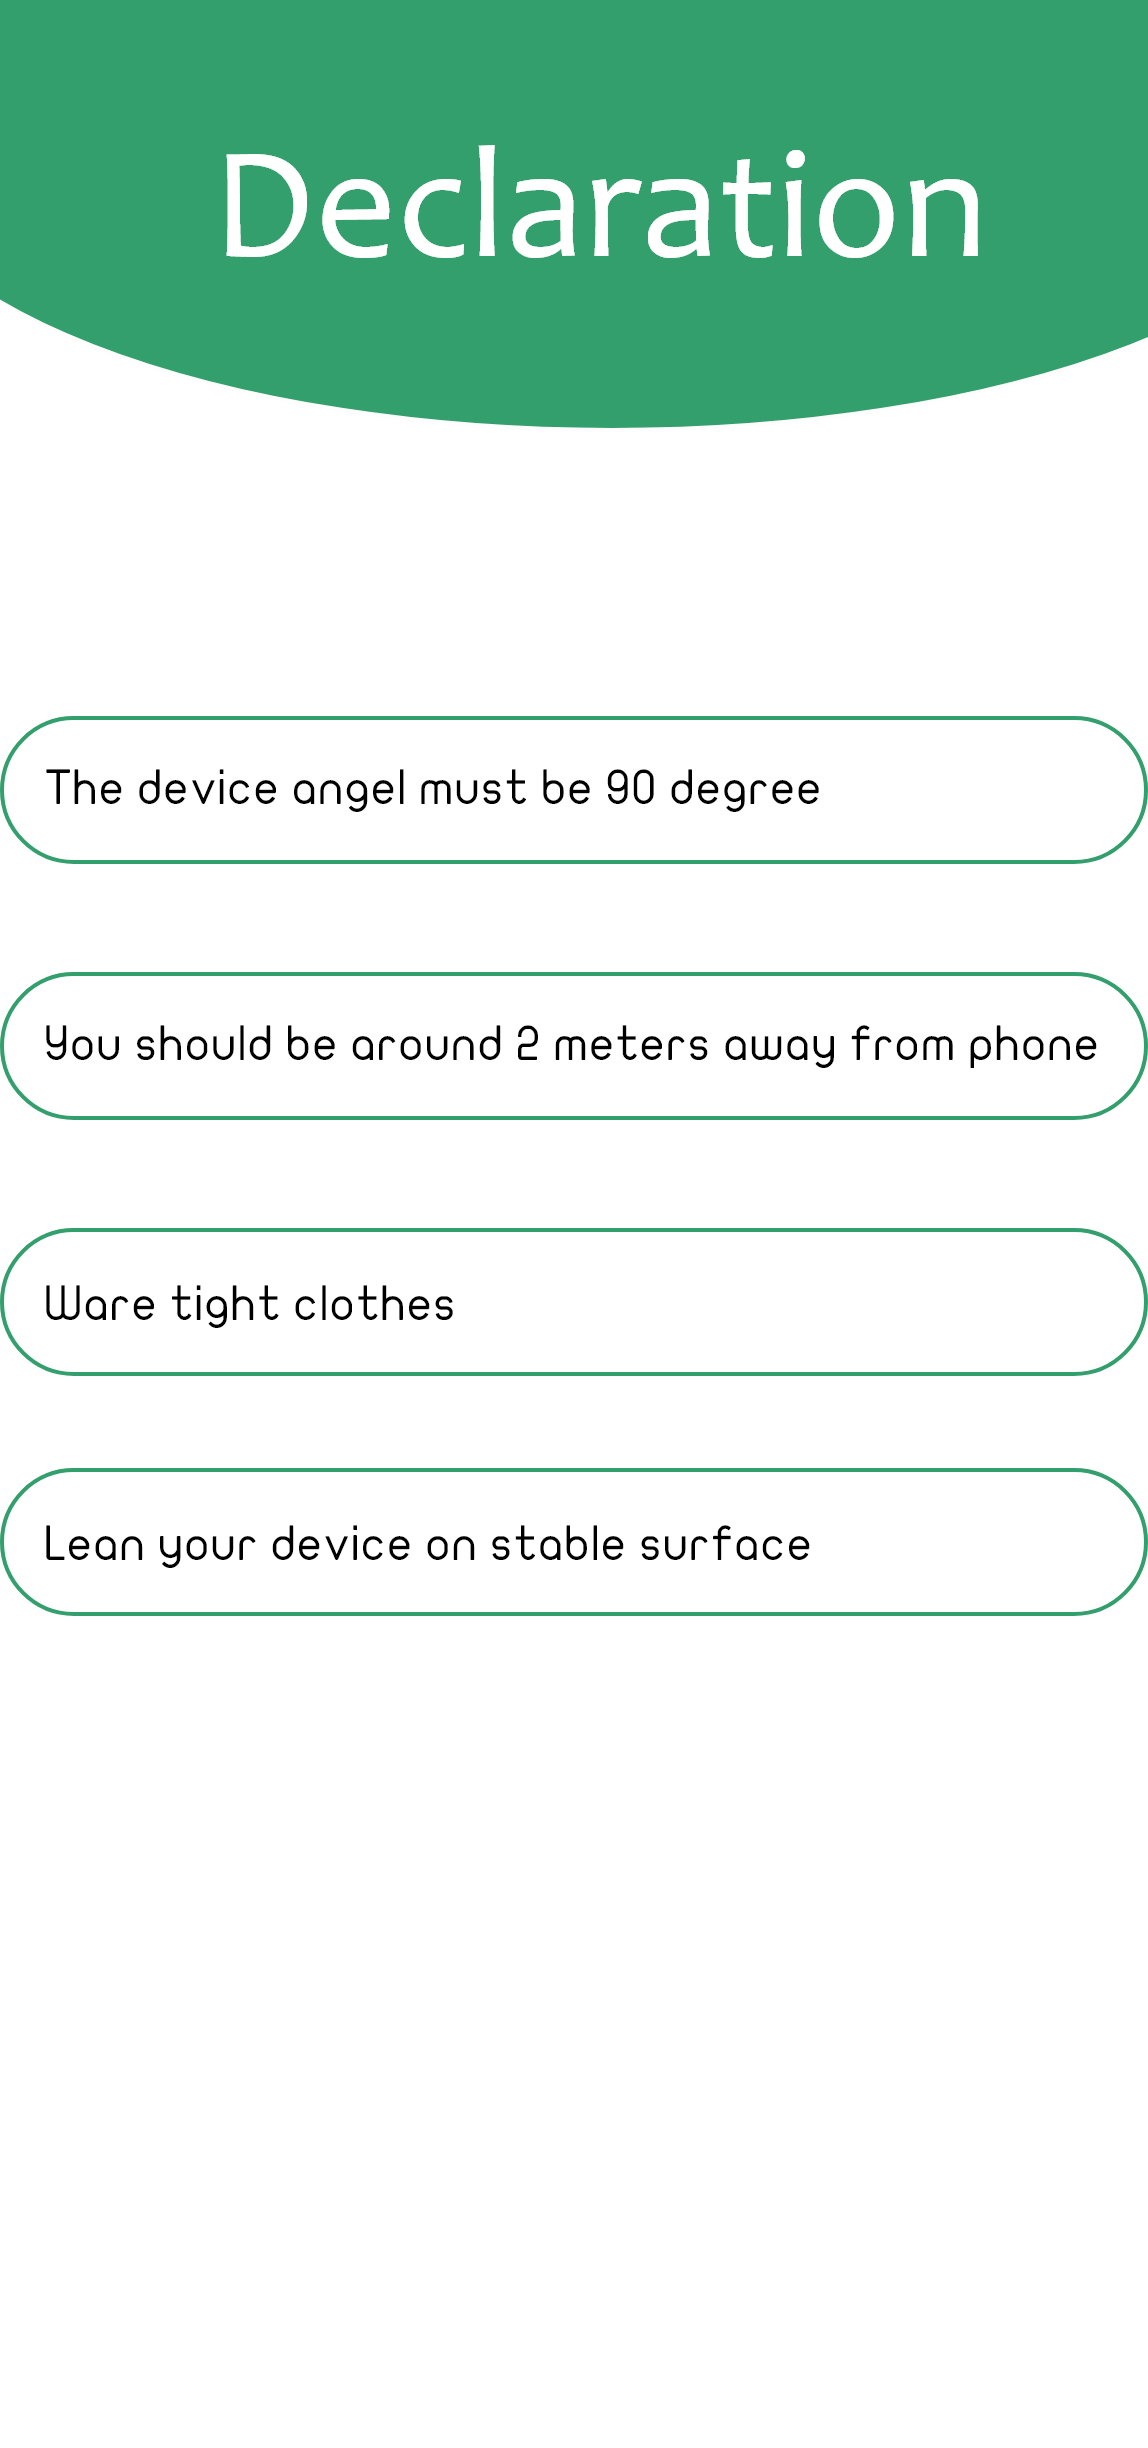 Declaration
The device angel must be 90 degree
You should be around 2 meters away from phone
Ware tight clothes
Lean your device on stable surface